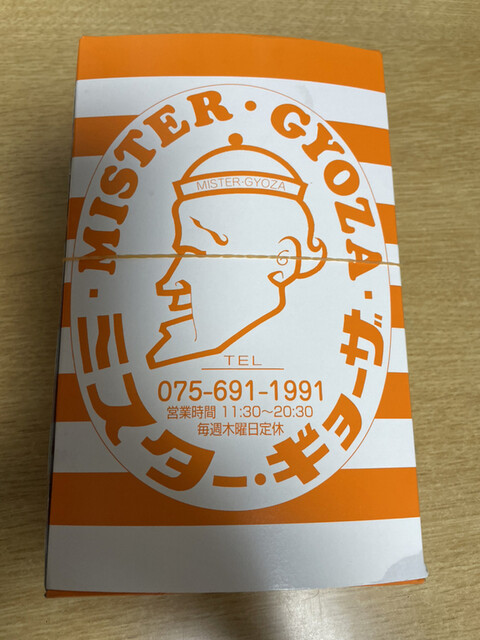 ・MISTER・GYOZA・
MISTER・GYOZA
TEL
075-691-1991
営業時間 11:30〜20:30
毎週木曜日定休
ミスター・ギョーザ